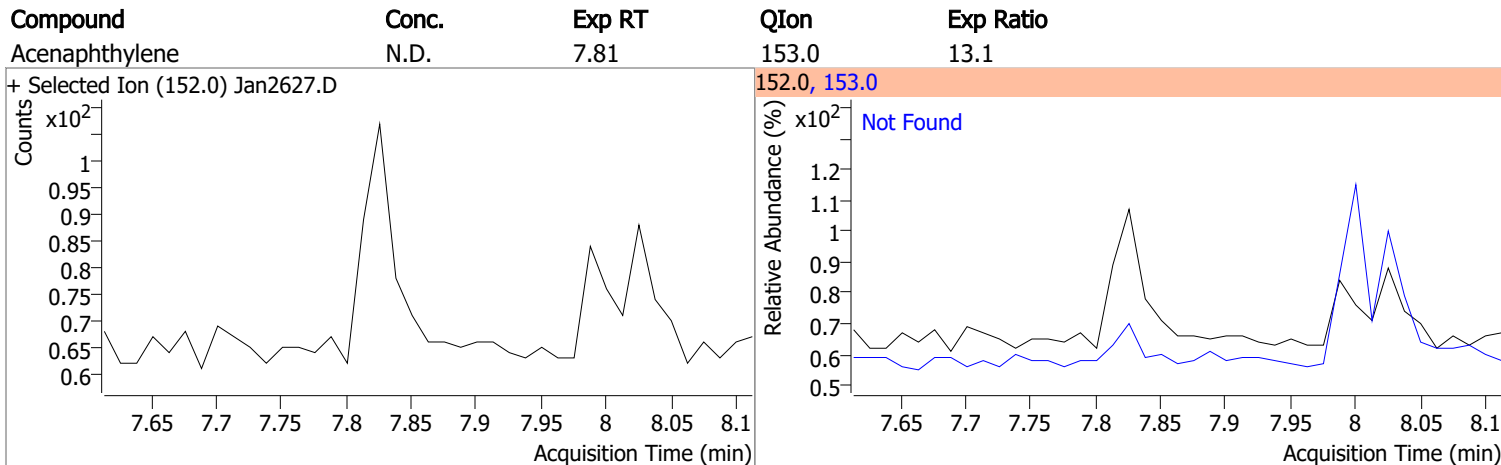 Compound Conc. Exp RT QIon Exp Ratio
Acenaphthylene N.D. 7.81 153.0 13.1
+ Selected Ion (152.0) Jan2627.D
Counts
x10²
1
0.95
0.9
0.85
0.8
0.75
0.7
0.65
0.6
7.65 7.7 7.75 7.8 7.85 7.9 7.95 8 8.05 8.1
Acquisition Time (min)
152.0, 153.0
Relative Abundance (%)
x10²
Not Found
1.2
1.1
1
0.9
0.8
0.7
0.6
0.5
7.65 7.7 7.75 7.8 7.85 7.9 7.95 8 8.05 8.1
Acquisition Time (min)